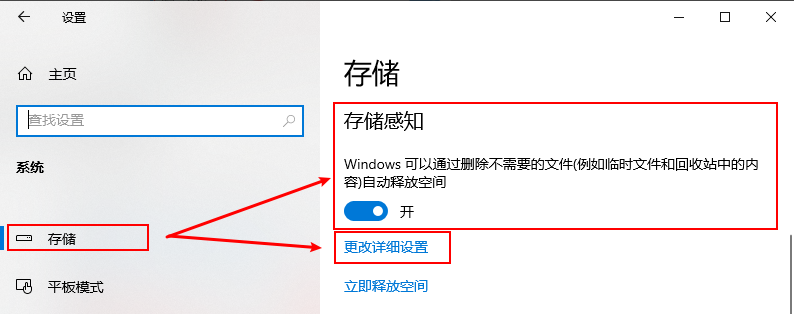 设置
主页
查找设置
系统
存储
平板模式
存储
存储感知
Windows 可以通过删除不需要的文件(例如临时文件和回收站中的内
容)自动释放空间
开
更改详细设置
立即释放空间